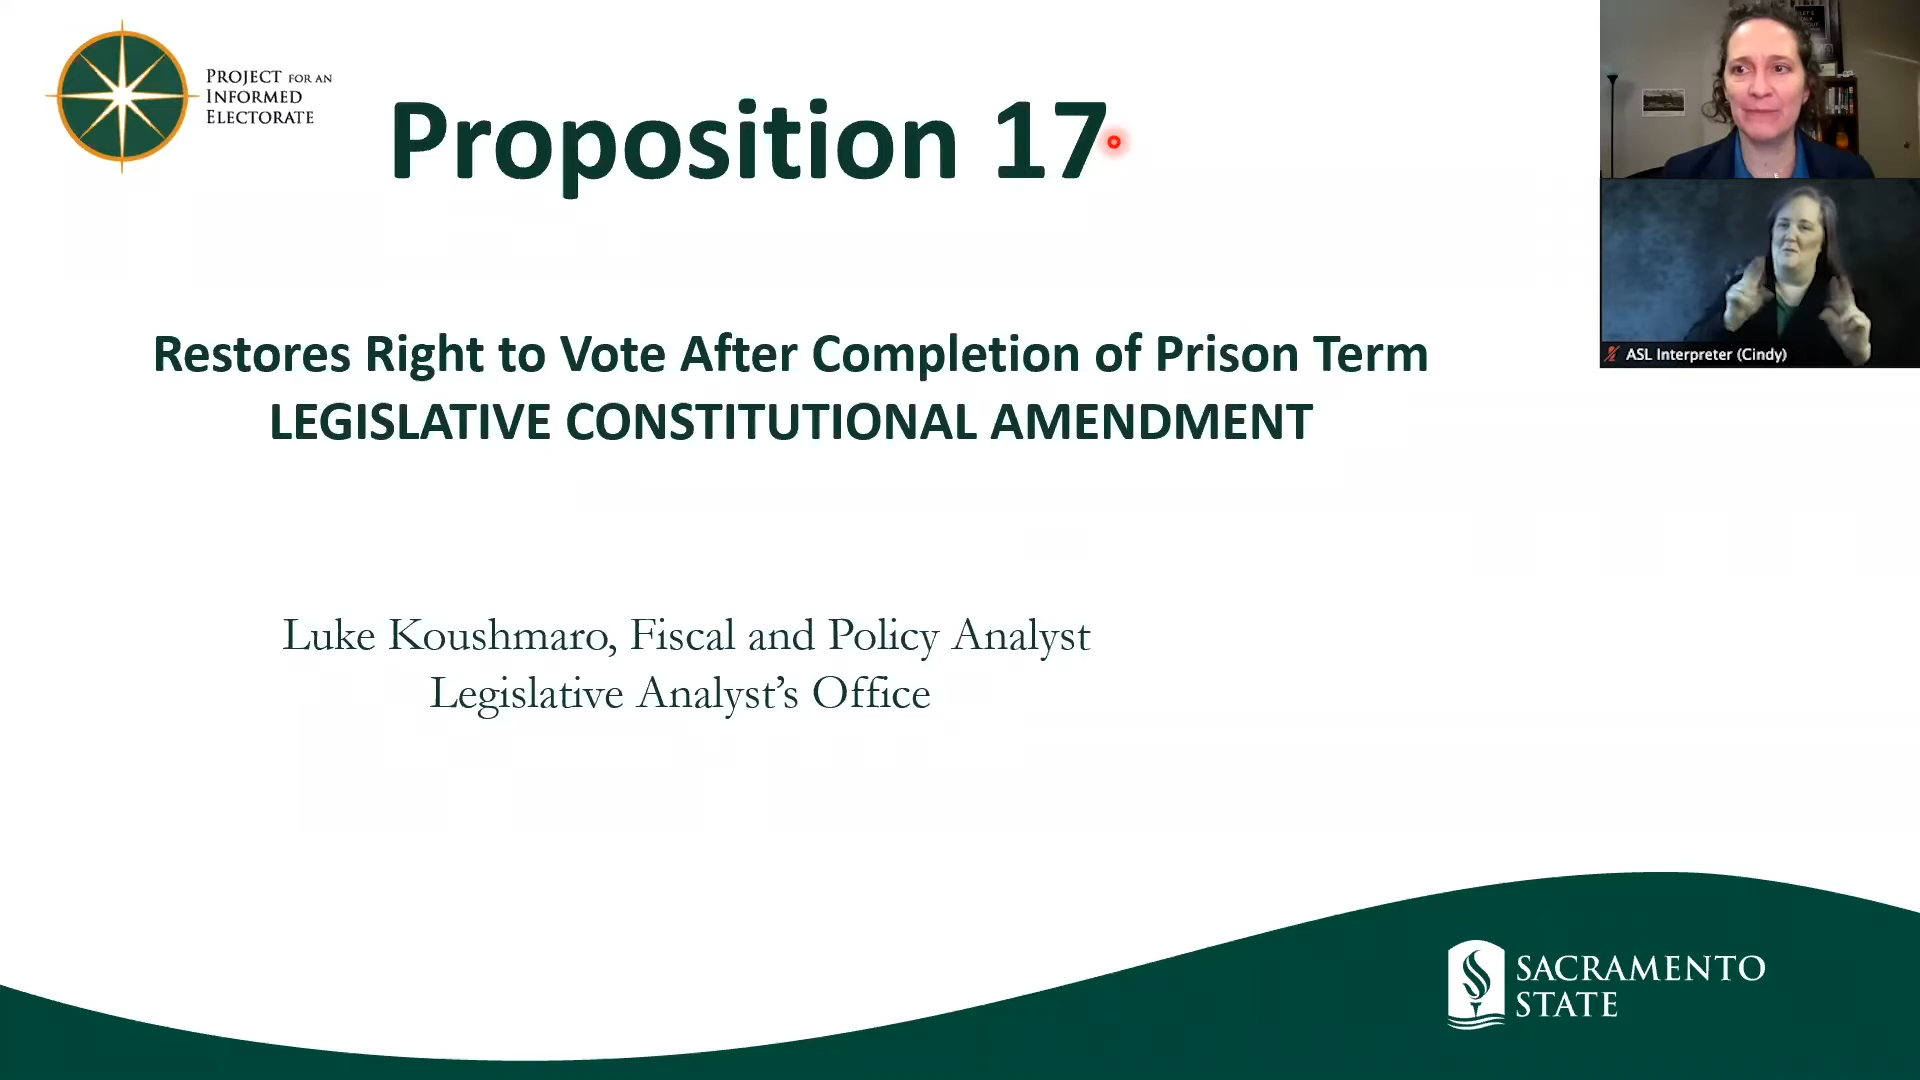 PROJECT FOR AN
INFORMED
ELECTORATE
Proposition 17
Restores Right to Vote After Completion of Prison Term
LEGISLATIVE CONSTITUTIONAL AMENDMENT
Luke Koushmaro, Fiscal and Policy Analyst
Legislative Analyst’s Office
ASL Interpreter (Cindy)
SACRAMENTO
STATE